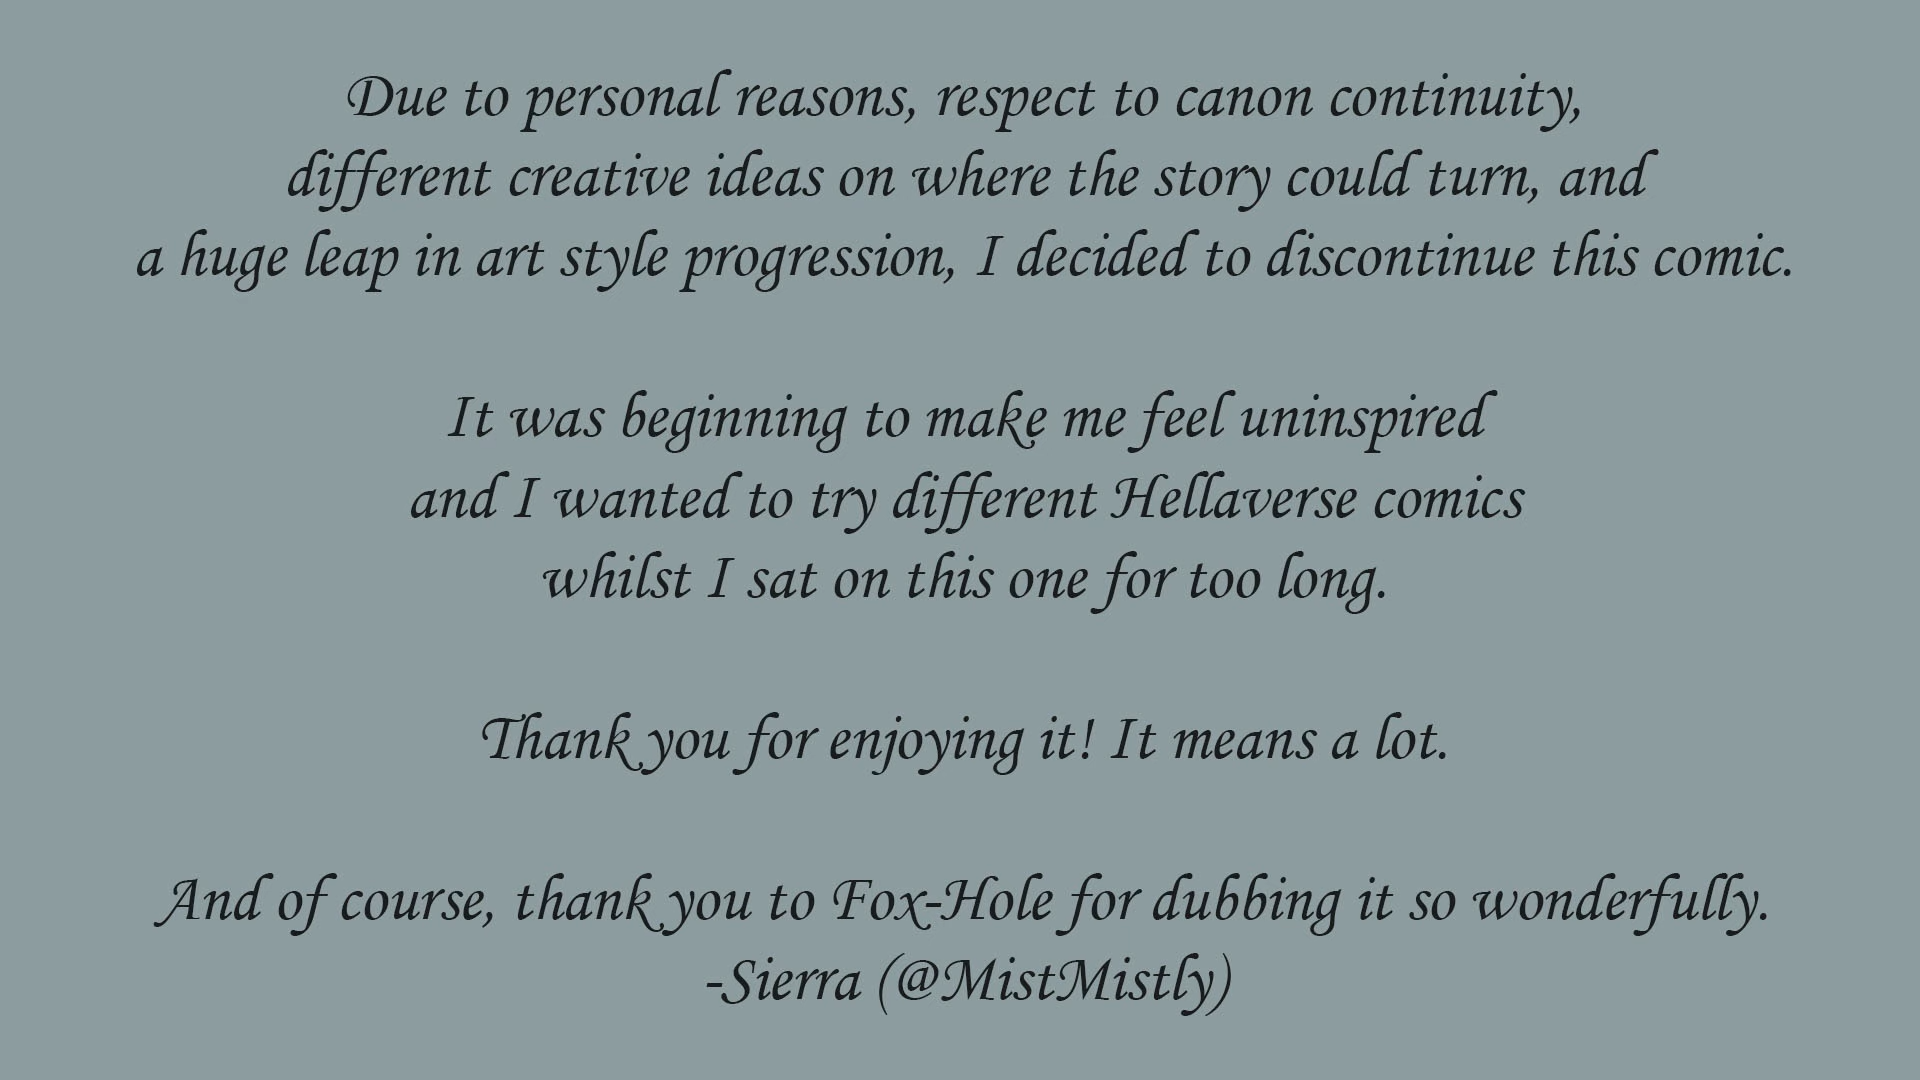 Due to personal reasons, respect to canon continuity,
different creative ideas on where the story could turn, and
a huge leap in art style progression, I decided to discontinue this comic.
It was beginning to make me feel uninspired
and I wanted to try different Hellaverse comics
whilst I sat on this one for too long.
Thank you for enjoying it! It means a lot.
And of course, thank you to Fox-Hole for dubbing it so wonderfully.
-Sierra (@MistMistly)